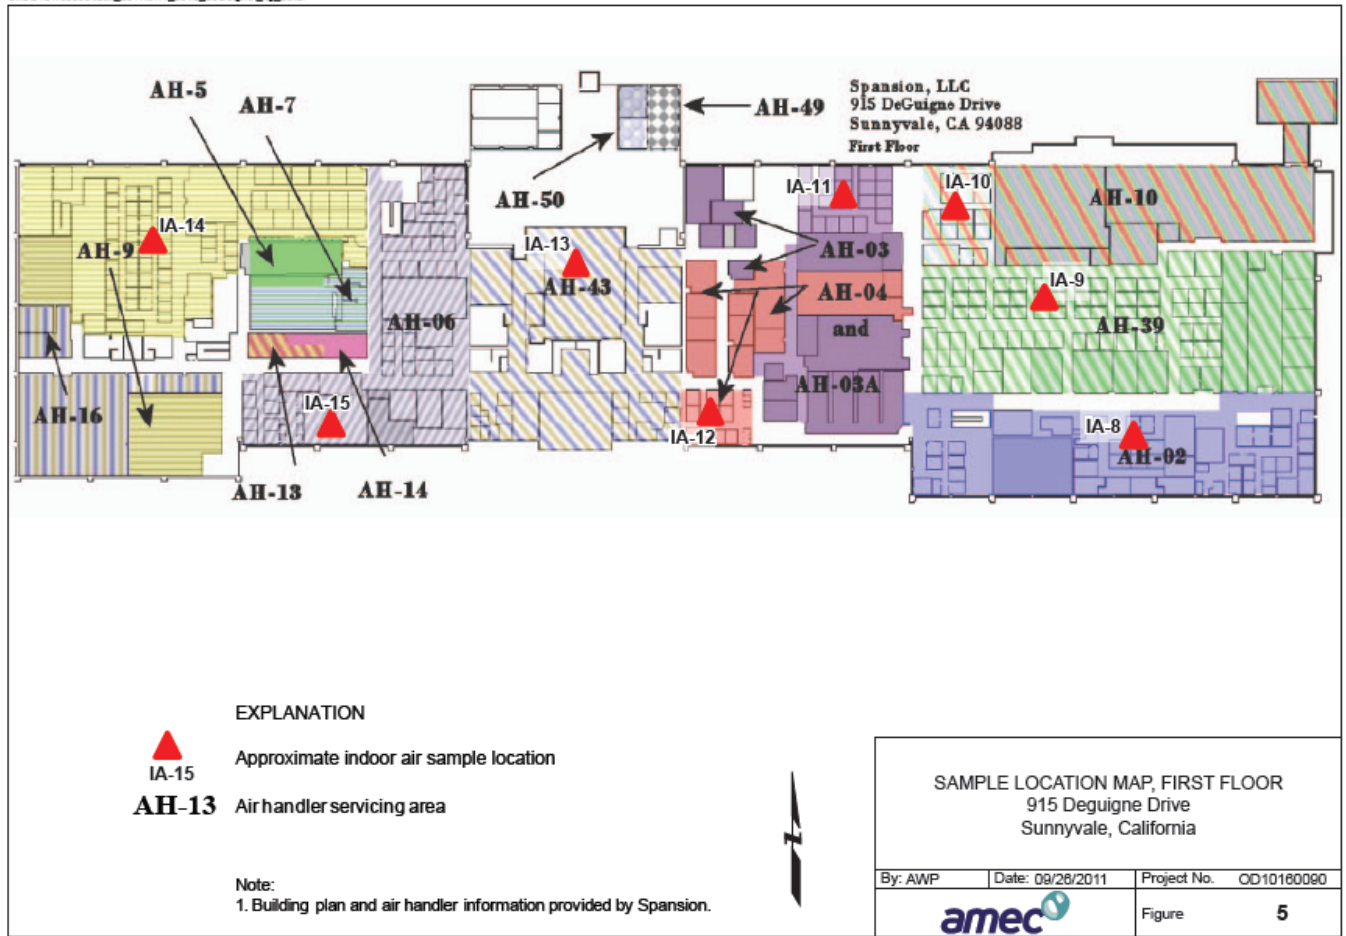 Spansion, LLC
915 DeGuigne Drive
Sunnyvale, CA 94088
First Floor
AH-5
AH-7
AH-49
AH-50
IA-14
AH-9
IA-13
AH-43
IA-11
AH-03
IA-10
AH-10
IA-9
AH-39
AH-04
and
AH-03A
AH-06
AH-16
IA-15
IA-12
IA-8
AH-02
AH-13
AH-14
EXPLANATION
IA-15
Approximate indoor air sample location
AH-13
Air handler servicing area
Note:
1. Building plan and air handler information provided by Spansion.
SAMPLE LOCATION MAP, FIRST FLOOR
915 Deguigne Drive
Sunnyvale, California
By: AWP
Date: 09/26/2011
Project No. OD10160090
amec
Figure 5